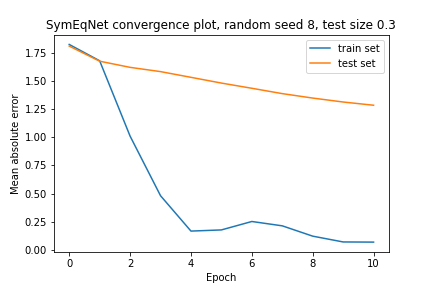 SymEqNet convergence plot, random seed 8, test size 0.3
train set
test set
Mean absolute error
1.75
1.50
1.25
1.00
0.75
0.50
0.25
0.00
0 2 4 6 8 10
Epoch